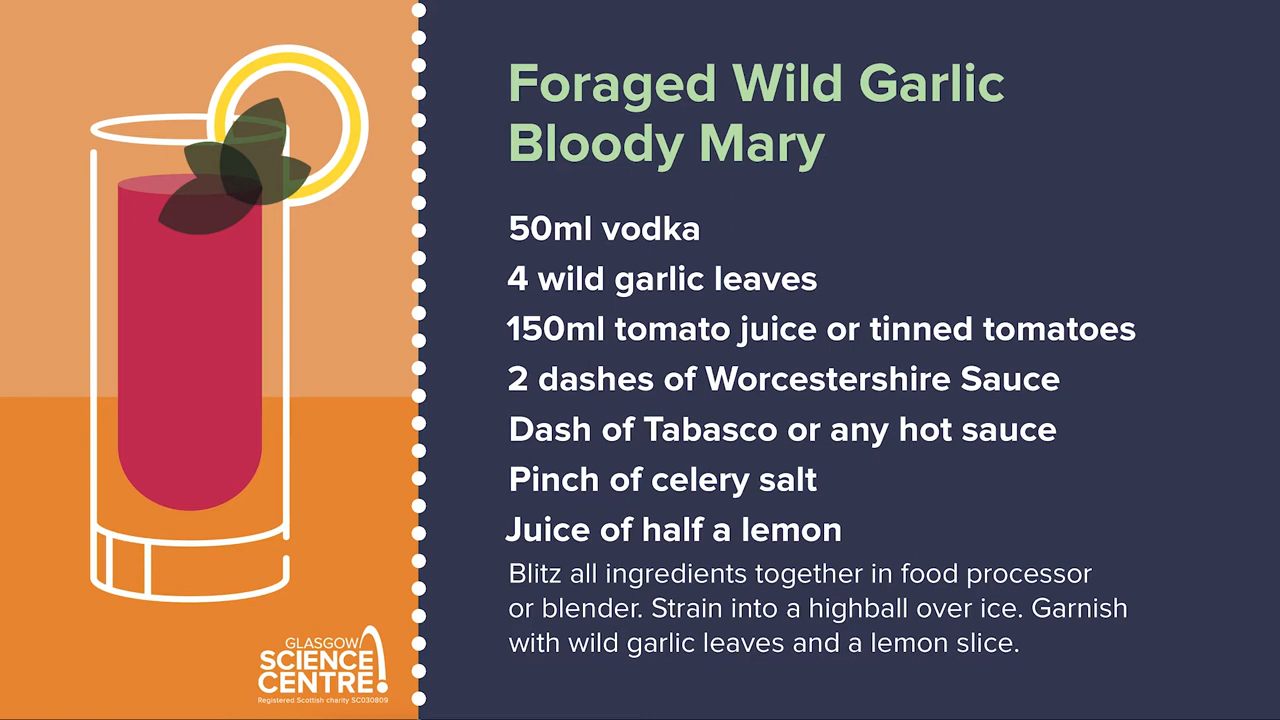 Foraged Wild Garlic
Bloody Mary
50ml vodka
4 wild garlic leaves
150ml tomato juice or tinned tomatoes
2 dashes of Worcestershire Sauce
Dash of Tabasco or any hot sauce
Pinch of celery salt
Juice of half a lemon
Blitz all ingredients together in food processor
or blender. Strain into a highball over ice. Garnish
with wild garlic leaves and a lemon slice.
GLASGOW
SCIENCE
CENTRE!
Registered Scottish charity SC030809